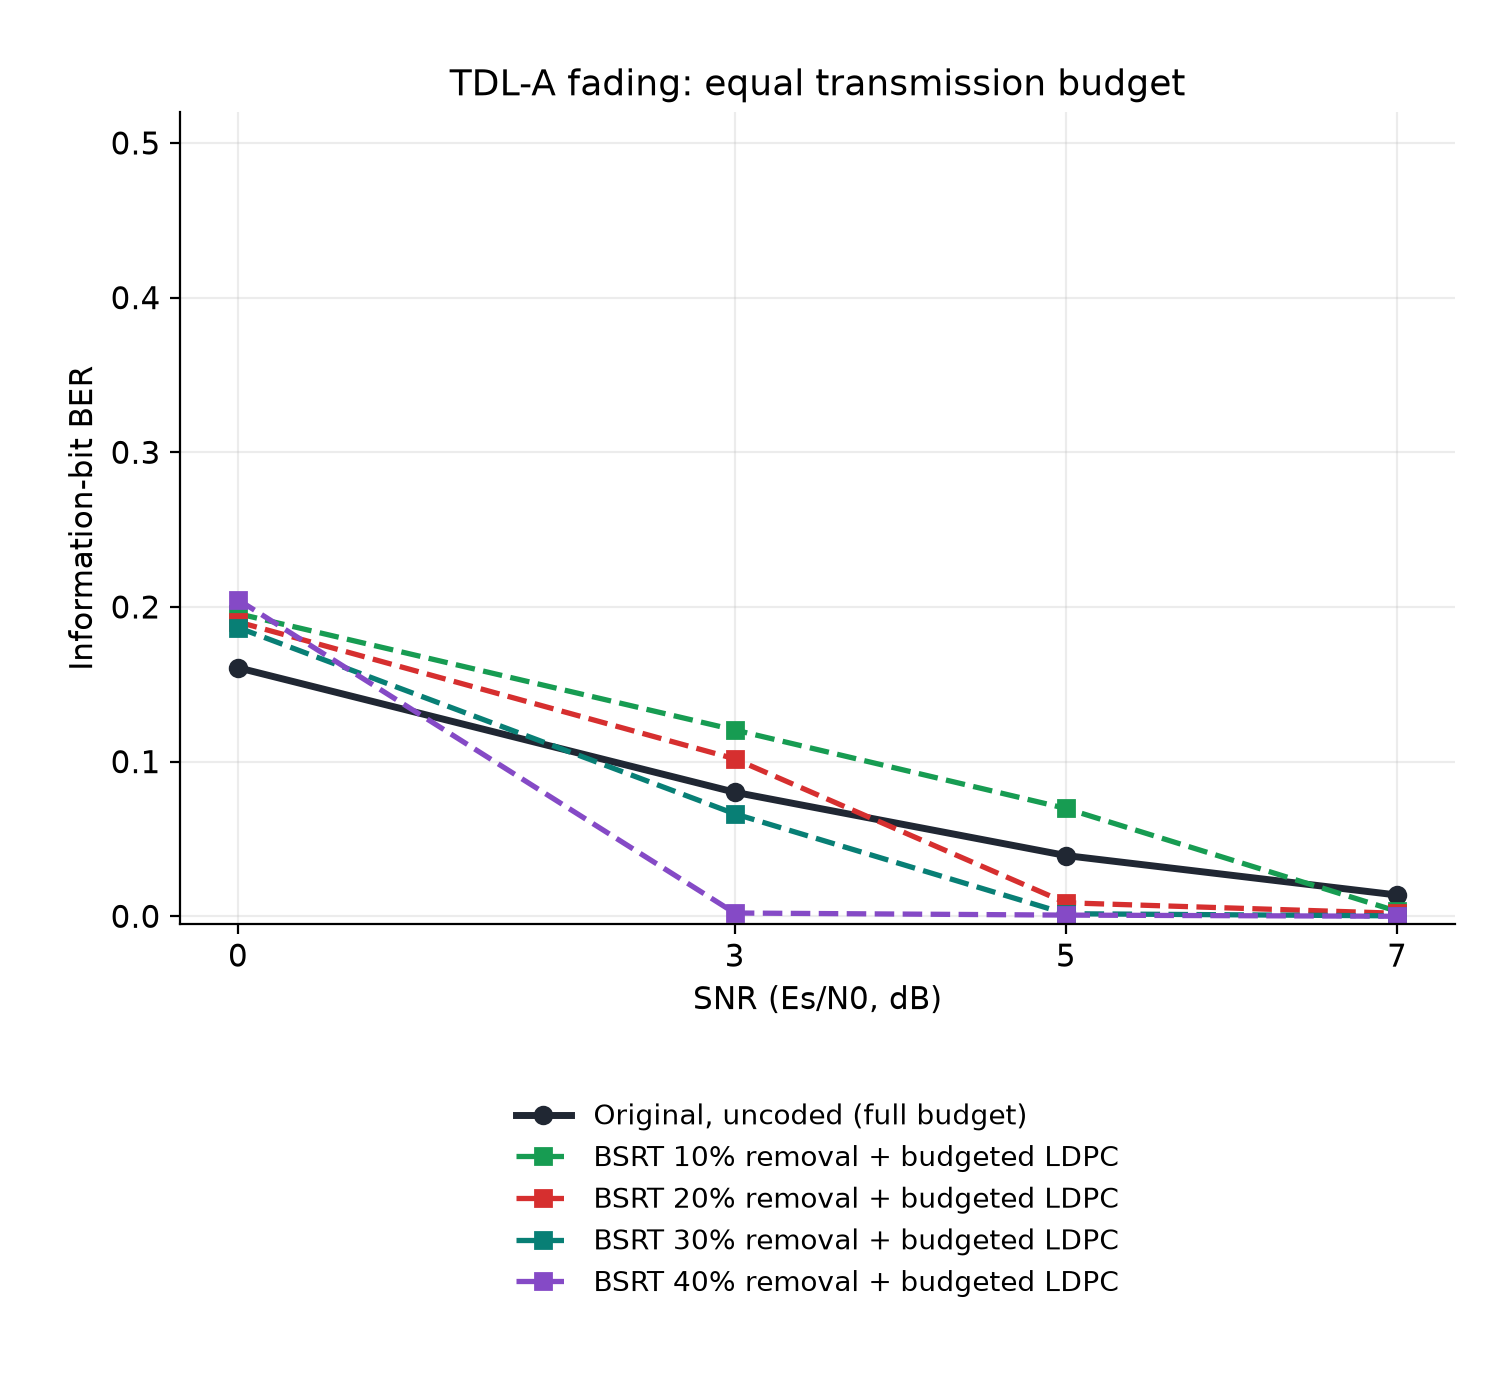 TDL-A fading: equal transmission budget
0.5
0.4
0.3
0.2
0.1
0.0
Information-bit BER
0 3 5 7
SNR (Es/N0, dB)
Original, uncoded (full budget)
BSRT 10% removal + budgeted LDPC
BSRT 20% removal + budgeted LDPC
BSRT 30% removal + budgeted LDPC
BSRT 40% removal + budgeted LDPC